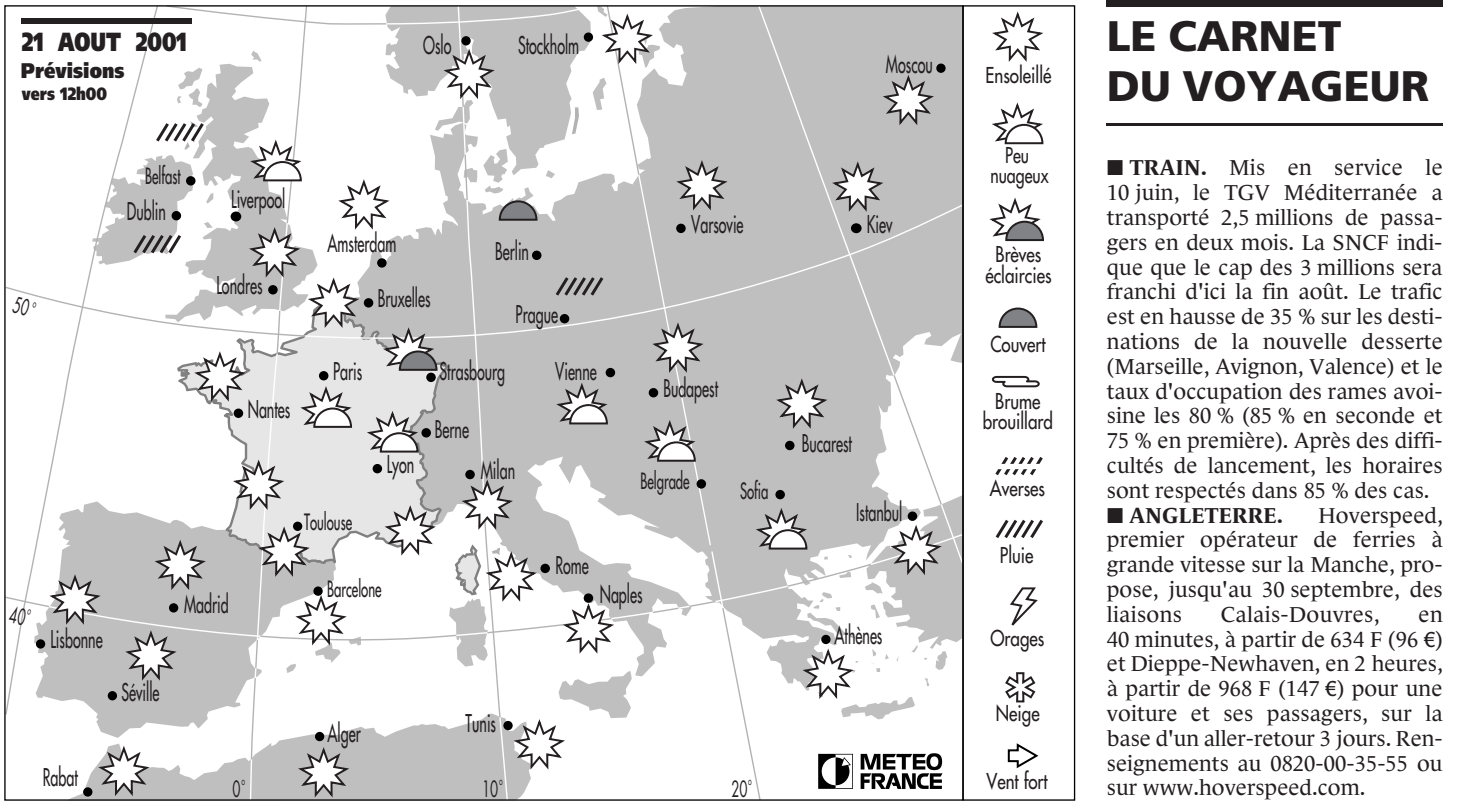 21 AOUT 2001
Prévisions
vers 12h00
Oslo
Stockholm
Moscou
Belfast
Dublin
Liverpool
Amsterdam
Berlin
Varsovie
Kiev
Londres
Bruxelles
Prague
50°
Paris
Strasbourg
Vienne
Budapest
Nantes
Berne
Bucarest
Lyon
Milan
Belgrade
Sofia
Istanbul
Toulouse
Rome
Barcelone
Naples
Madrid
40°
Lisbonne
Athènes
Séville
Tunis
Alger
Rabat
0°
10°
20°
METEO
FRANCE
Ensoleillé
Peu
nuageux
Brèves
éclaircies
Couvert
Brume
brouillard
Averses
Pluie
Orages
Neige
Vent fort
LE CARNET
DU VOYAGEUR
■ TRAIN. Mis en service le
10 juin, le TGV Méditerranée a
transporté 2,5 millions de passa-
gers en deux mois. La SNCF indi-
que que le cap des 3 millions sera
franchi d'ici la fin août. Le trafic
est en hausse de 35 % sur les desti-
nations de la nouvelle desserte
(Marseille, Avignon, Valence) et le
taux d'occupation des rames avoi-
sine les 80 % (85 % en seconde et
75 % en première). Après des diffi-
cultés de lancement, les horaires
sont respectés dans 85 % des cas.
■ ANGLETERRE. Hoverspeed,
premier opérateur de ferries à
grande vitesse sur la Manche, pro-
pose, jusqu'au 30 septembre, des
liaisons Calais-Douvres, en
40 minutes, à partir de 634 F (96 €)
et Dieppe-Newhaven, en 2 heures,
à partir de 968 F (147 €) pour une
voiture et ses passagers, sur la
base d'un aller-retour 3 jours. Ren-
seignements au 0820-00-35-55 ou
sur www.hoverspeed.com.